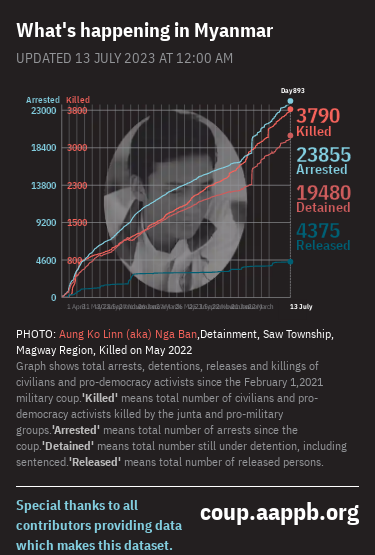 What's happening in Myanmar
UPDATED 13 JULY 2023 AT 12:00 AM
Day893
Arrested Killed
23000 3800
18400 3000
13800 2300
9200 1500
4600 800
0
3790
Killed
23855
Arrested
19480
Detained
4375
Released
13 July
PHOTO: Aung Ko Linn (aka) Nga Ban,Detainment, Saw Township,
Magway Region, Killed on May 2022
Graph shows total arrests, detentions, releases and killings of
civilians and pro-democracy activists since the February 1,2021
military coup.'Killed' means total number of civilians and pro-
democracy activists killed by the junta and pro-military
groups.'Arrested' means total number of arrests since the
coup.'Detained' means total number still under detention, including
sentenced.'Released' means total number of released persons.
Special thanks to all
contributors providing data
which makes this dataset.
coup.aappb.org